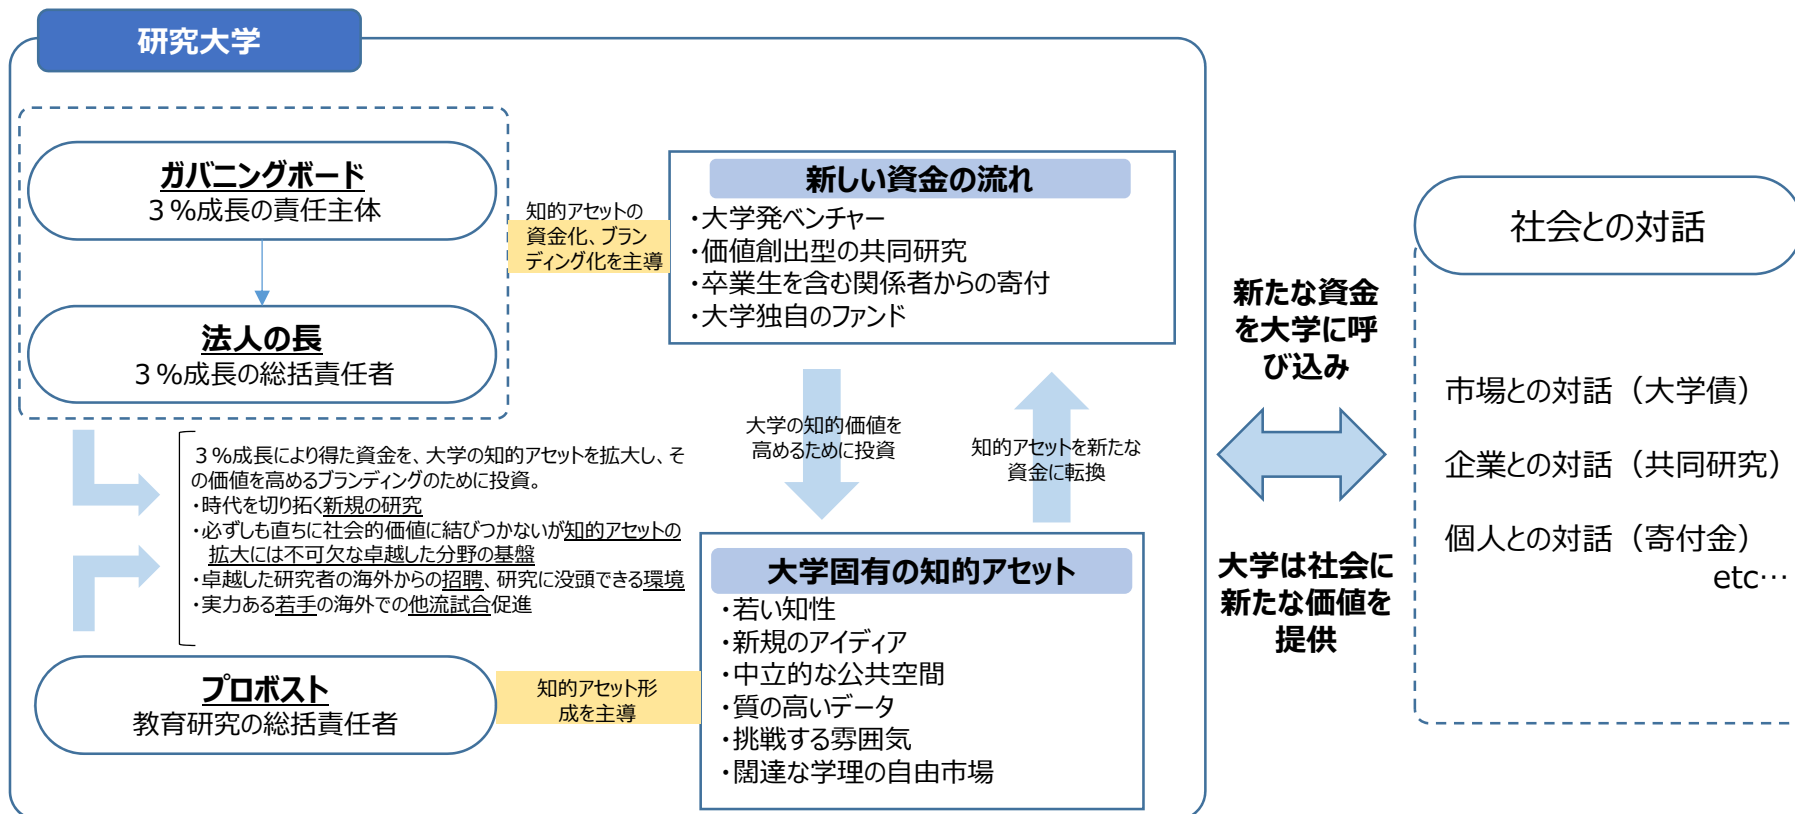 研究大学
ガバニングボード
３%成長の責任主体
法人の長
３%成長の総括責任者
知的アセットの
資金化、ブラン
ディング化を主導
新しい資金の流れ
・大学発ベンチャー
・価値創出型の共同研究
・卒業生を含む関係者からの寄付
・大学独自のファンド
３%成長により得た資金を、大学の知的アセットを拡大し、そ
の価値を高めるブランディングのために投資。
・時代を切り拓く新規の研究
・必ずしも直ちに社会的価値に結びつかないが知的アセットの
拡大には不可欠な卓越した分野の基盤
・卓越した研究者の海外からの招聘、研究に没頭できる環境
・実力ある若手の海外での他流試合促進
大学の知的価値を
高めるために投資
知的アセットを新たな
資金に転換
プロボスト
教育研究の総括責任者
知的アセット形
成を主導
大学固有の知的アセット
・若い知性
・新規のアイディア
・中立的な公共空間
・質の高いデータ
・挑戦する雰囲気
・闊達な学理の自由市場
新たな資金
を大学に呼
び込み
大学は社会に
新たな価値を
提供
社会との対話
市場との対話（大学債）
企業との対話（共同研究）
個人との対話（寄付金）
etc…